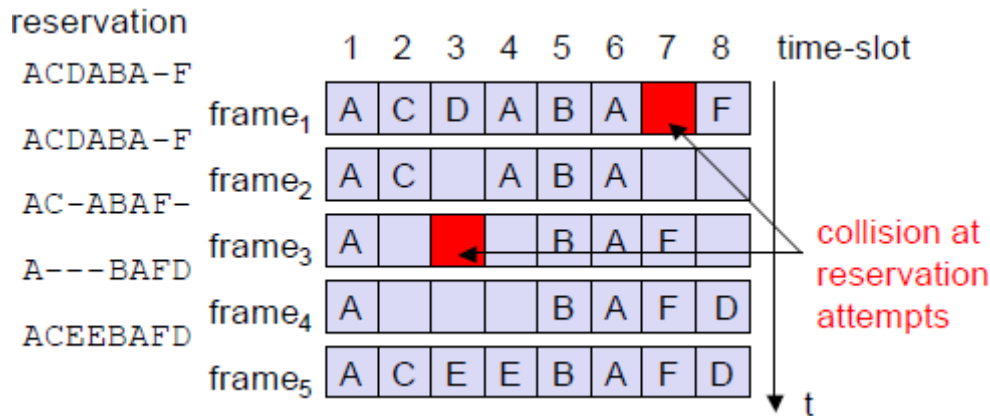 reservation
1 2 3 4 5 6 7 8 time-slot
ACDABA-F
frame1 A C D A B A F
ACDABA-F
frame2 A C A B A
AC-ABAF-
frame3 A B A F
collision at
reservation
attempts
A---BAFD
frame4 A B A F D
ACEEBAFD
frame5 A C E E B A F D
t